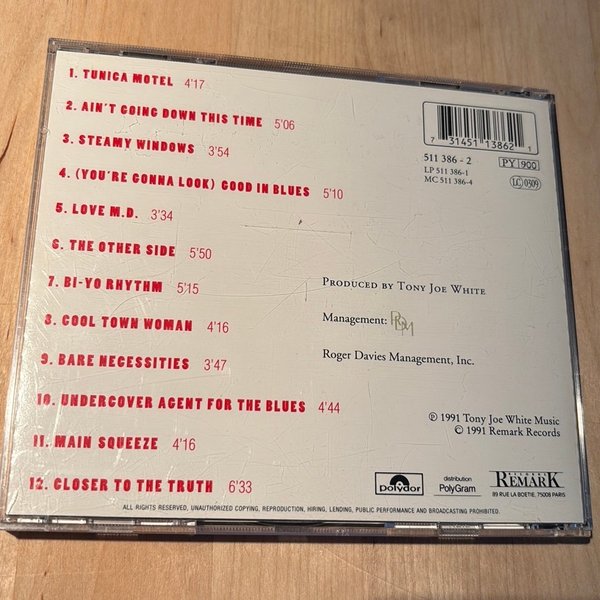 1. TUNICA MOTEL 4'17
2. AIN'T GOING DOWN THIS TIME 5'06
3. STEAMY WINDOWS 3'54
4. (YOU'RE GONNA LOOK) GOOD IN BLUES 5'10
5. LOVE M.D. 3'34
6. THE OTHER SIDE 5'50
7. BI-YO RHYTHM 5'15
8. COOL TOWN WOMAN 4'16
9. BARE NECESSITIES 3'47
10. UNDERCOVER AGENT FOR THE BLUES 4'44
11. MAIN SQUEEZE 4'16
12. CLOSER TO THE TRUTH 6'33
7 31451 13862 1
511 386 - 2 PY 900
LP 511 386-1
MC 511 386-4 LC 0309
PRODUCED BY TONY JOE WHITE
Management: RDM
Roger Davies Management, Inc.
℗ 1991 Tony Joe White Music
© 1991 Remark Records
polydor
distribution
PolyGram
RECORDS
REMARK
89 RUE LA BOETIE, 75008 PARIS
ALL RIGHTS RESERVED, UNAUTHORIZED COPYING, REPRODUCTION, HIRING, LENDING, PUBLIC PERFORMANCE AND BROADCASTING PROHIBITED.